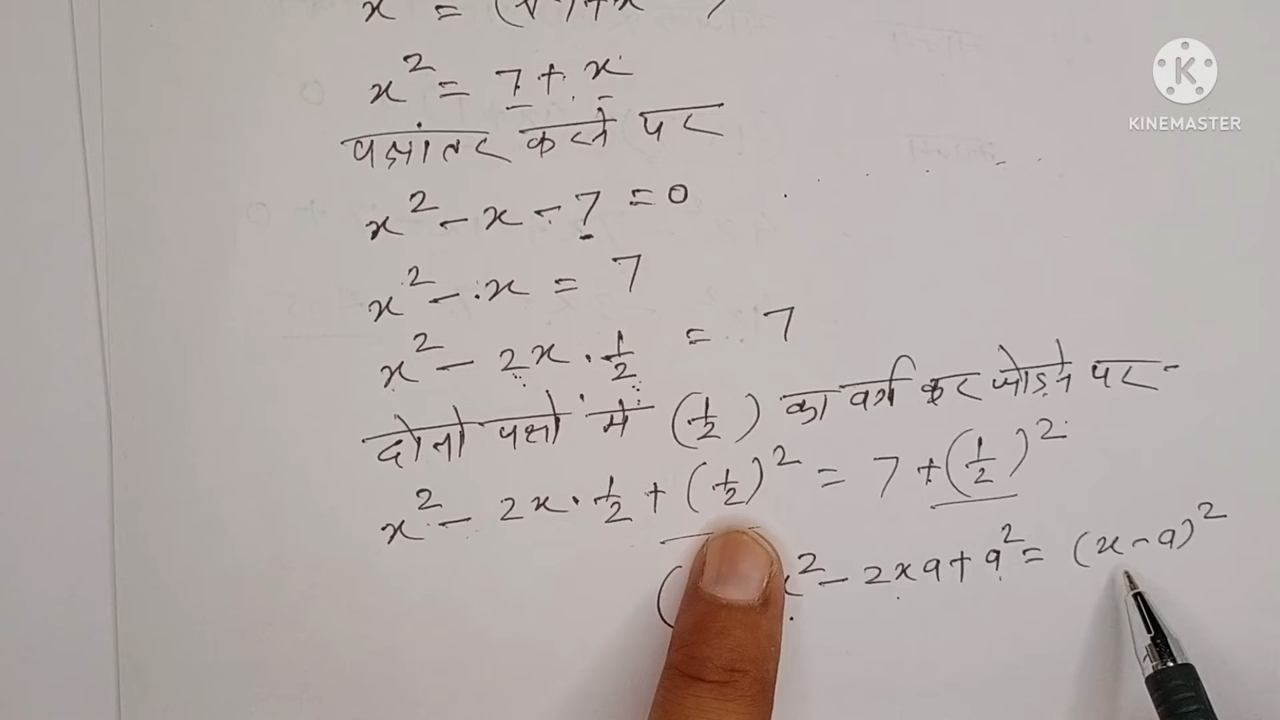 x² = 7 + x
पक्षांतर करने पर
x² - x - 7 = 0
x² - x = 7
x² - 2x · 1/2 = 7
दोनो पक्षो में (1/2) का वर्ग कर जोड़ने पर -
x² - 2x · 1/2 + (1/2)² = 7 + (1/2)²
x² - 2xa + a² = (x - a)²
KINEMASTER